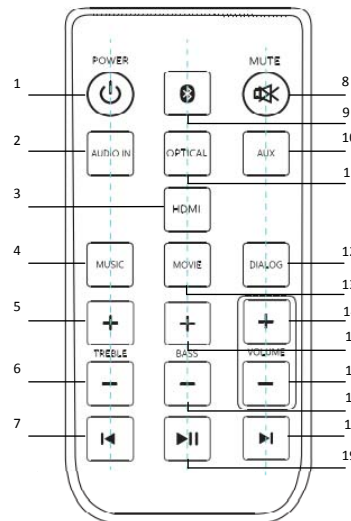 POWER MUTE
1 8
9
2 AUDIO IN OPTICAL AUX
3 HDMI
4 MUSIC MOVIE DIALOG
5
TREBLE BASS VOLUME
6
7